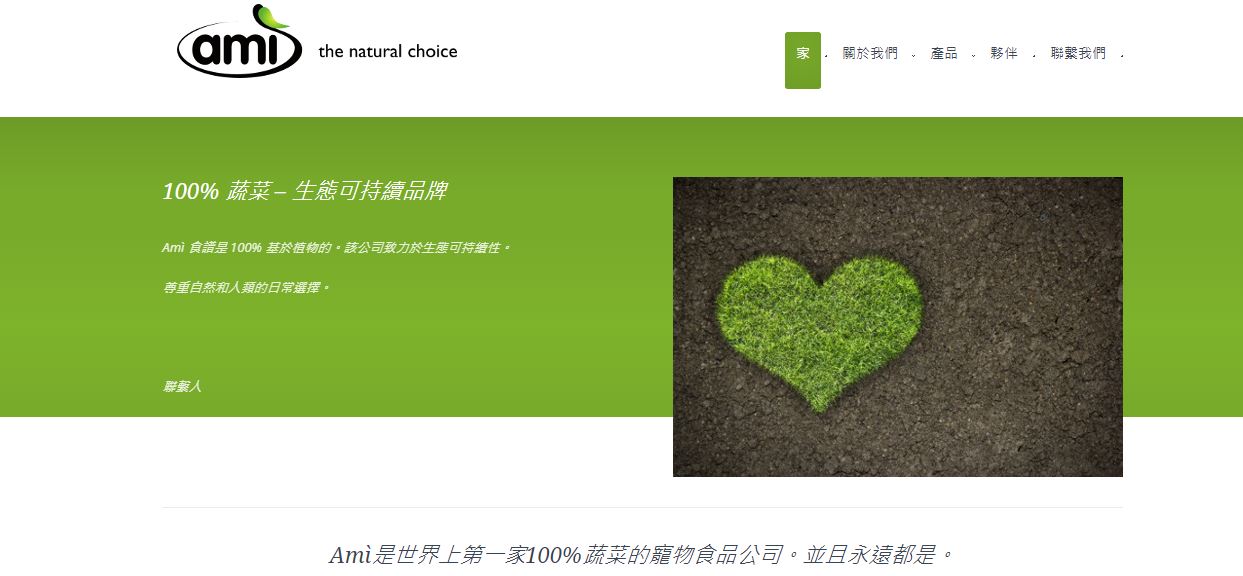 amì
the natural choice
家
關於我們
產品
夥伴
聯繫我們
100% 蔬菜 – 生態可持續品牌
Amì 食譜是 100% 基於植物的。該公司致力於生態可持續性。
尊重自然和人類的日常選擇。
聯繫人
Amì是世界上第一家100%蔬菜的寵物食品公司。並且永遠都是。